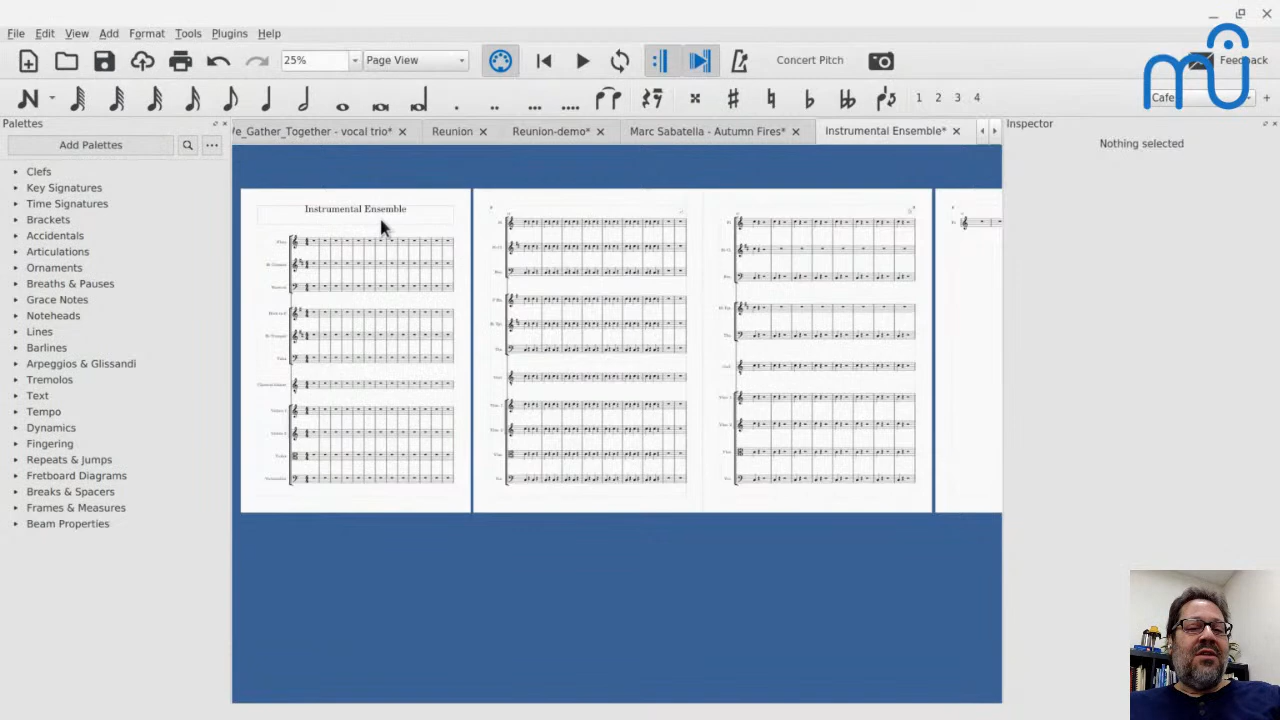 File Edit View Add Format Tools Plugins Help
25% Page View Concert Pitch Feedback
1 2 3 4 Cafe
Palettes
Add Palettes
Clefs
Key Signatures
Time Signatures
Brackets
Accidentals
Articulations
Ornaments
Breaths & Pauses
Grace Notes
Noteheads
Lines
Barlines
Arpeggios & Glissandi
Tremolos
Text
Tempo
Dynamics
Fingering
Repeats & Jumps
Fretboard Diagrams
Breaks & Spacers
Frames & Measures
Beam Properties
/e_Gather_Together - vocal trio* Reunion Reunion-demo* Marc Sabatella - Autumn Fires* Instrumental Ensemble*
Instrumental Ensemble
Inspector
Nothing selected